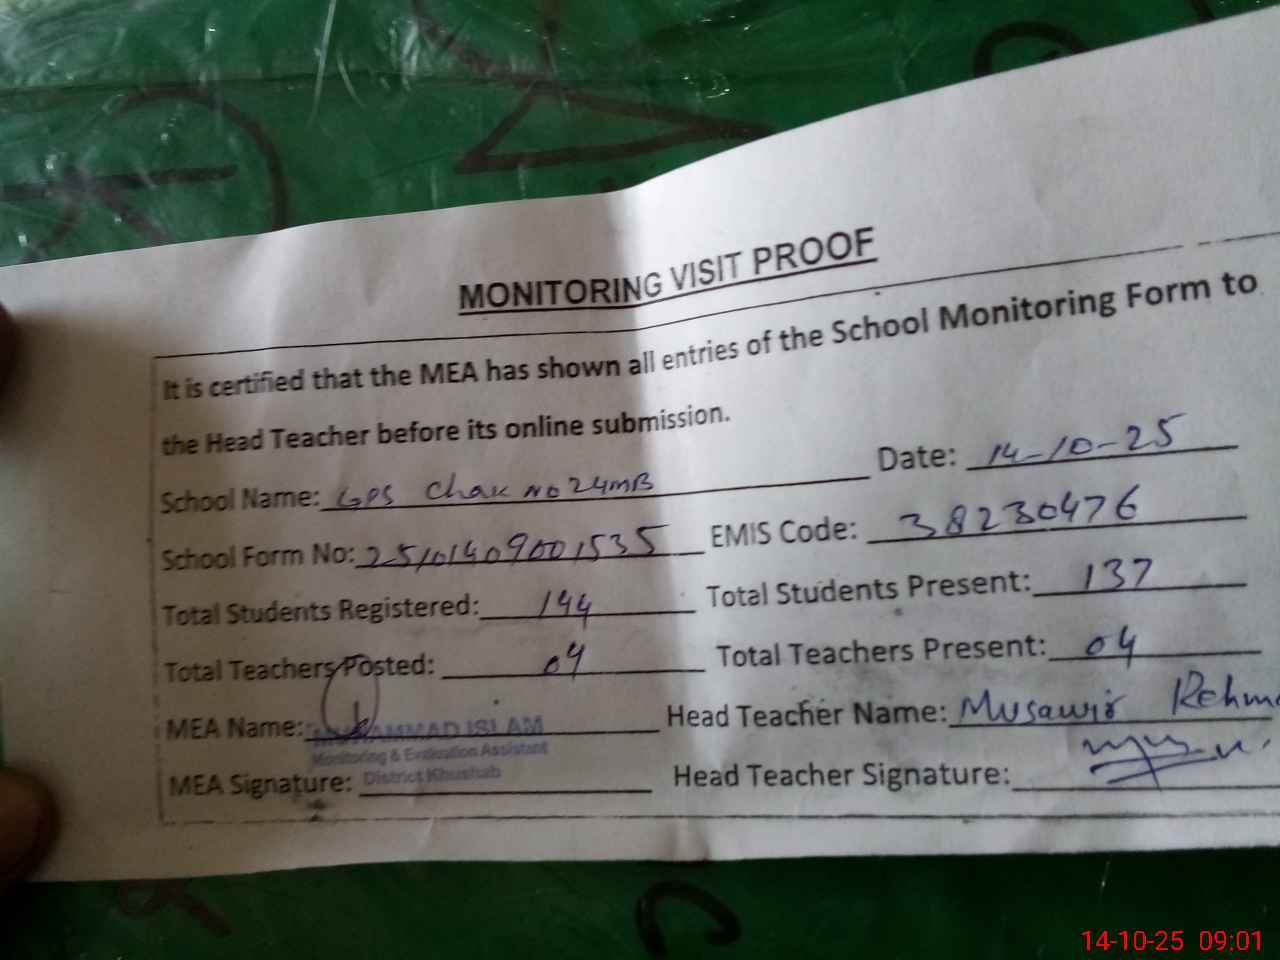 MONITORING VISIT PROOF
It is certified that the MEA has shown all entries of the School Monitoring Form to
the Head Teacher before its online submission.
School Name: GPS Chak No 24MB Date: 14-10-25
School Form No: 25101409001535 EMIS Code: 38230476
Total Students Registered: 144 Total Students Present: 137
Total Teachers Posted: 04 Total Teachers Present: 04
MEA Name: MUHAMMAD ISLAM Head Teacher Name: Musawir
Monitoring & Evaluation Assistant
MEA Signature: District Khushab Head Teacher Signature:
14-10-25 09:01